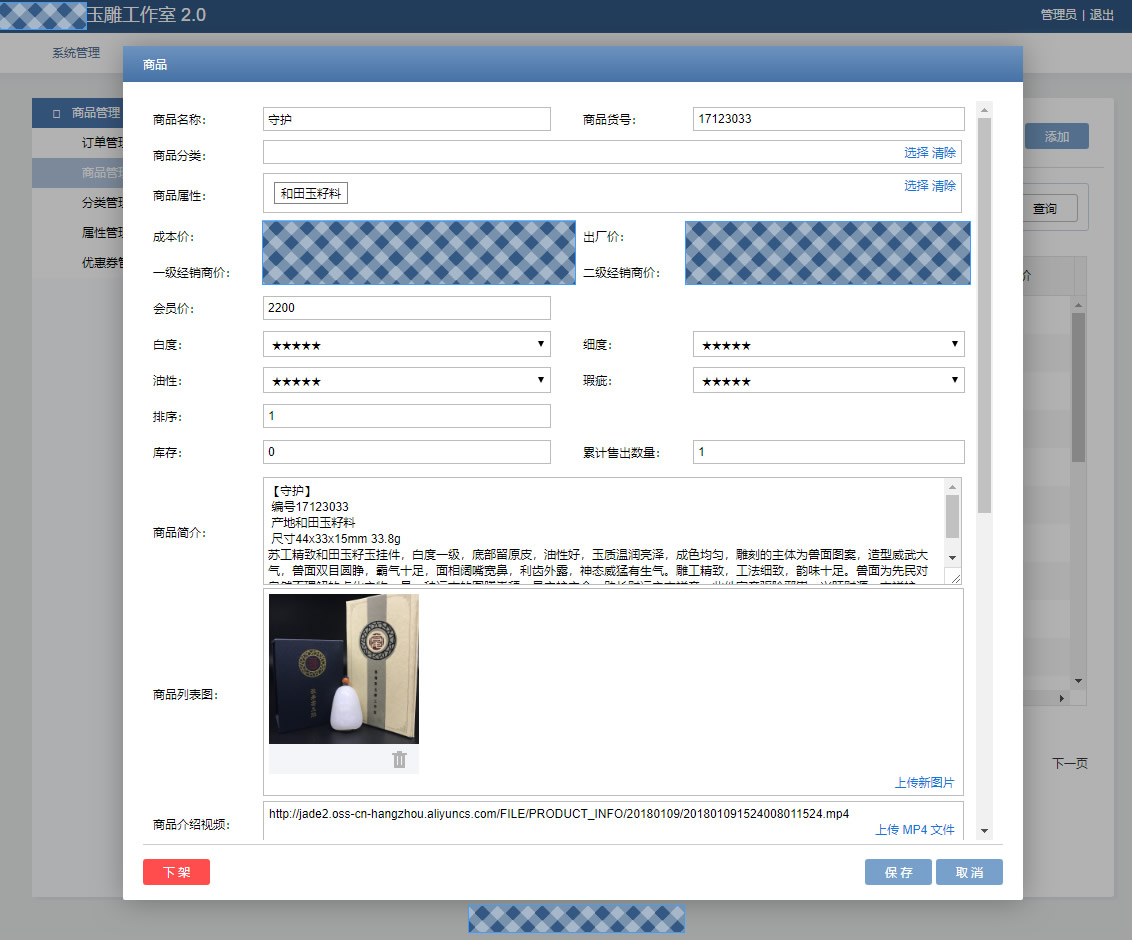 玉雕工作室 2.0
管理员 | 退出
系统管理
商品
商品管理
订单管理
商品管理
分类管理
属性管理
优惠券管
添加
查询
价
下一页
商品名称: 守护 商品货号: 17123033
商品分类: 选择 清除
商品属性: 和田玉籽料 选择 清除
成本价: 出厂价:
一级经销商价: 二级经销商价:
会员价: 2200
白度: ★★★★★ 细度: ★★★★★
油性: ★★★★★ 瑕疵: ★★★★★
排序: 1
库存: 0 累计售出数量: 1
商品简介:
【守护】
编号17123033
产地和田玉籽料
尺寸44x33x15mm 33.8g
苏工精致和田玉籽玉挂件，白度一级，底部留原皮，油性好，玉质温润亮泽，成色均匀，雕刻的主体为兽面图案，造型威武大
气，兽面双目圆睁，霸气十足，面相阔嘴宽鼻，利齿外露，神态威猛有生气。雕工精致，工法细致，韵味十足。兽面为先民对
商品列表图:
上传新图片
商品介绍视频: http://jade2.oss-cn-hangzhou.aliyuncs.com/FILE/PRODUCT_INFO/20180109/201801091524008011524.mp4
上传 MP4 文件
下 架
保 存 取 消